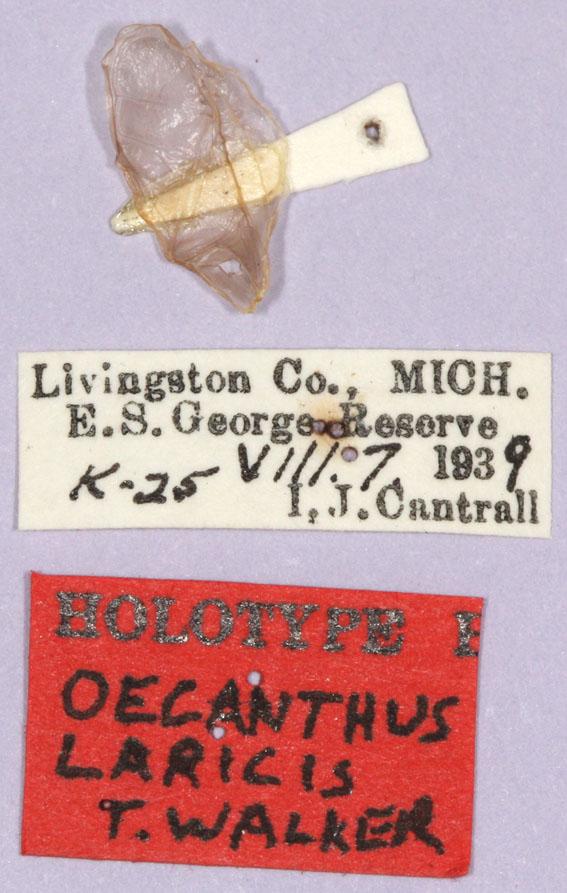 Livingston Co., MICH.
E.S. George Reserve
K-25 VIII.7. 1939
I.J. Cantrall
HOLOTYPE
OECANTHUS
LARICIS
T. WALKER